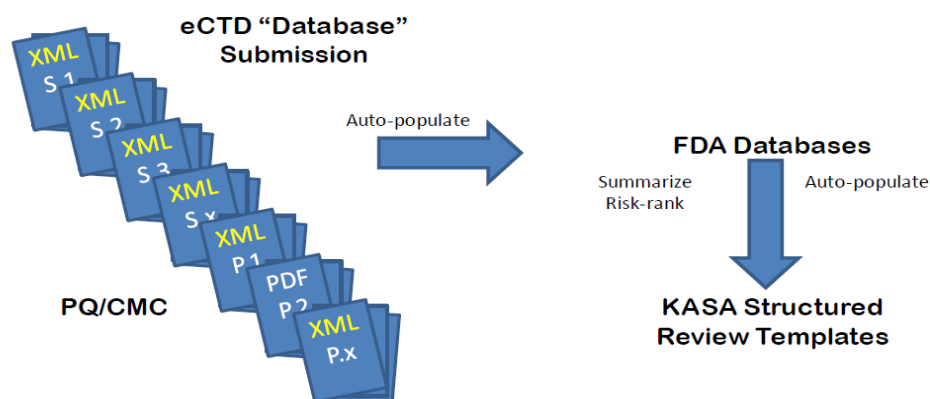 eCTD “Database”
Submission
XML
S 1
XML
S 2
XML
S 3
XML
S.x
XML
P.1
PDF
P.2
XML
P.x
PQ/CMC
Auto-populate
FDA Databases
Summarize
Risk-rank
Auto-populate
KASA Structured
Review Templates